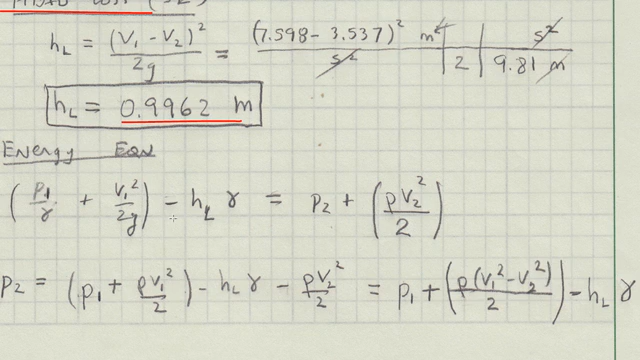 h_L = (V₁ − V₂)² / 2g = (7.598 − 3.537)² m² / s² | 2 | s² / 9.81 m
h_L = 0.9962 m
Energy Eqn
(p₁/γ + V₁²/2g) − h_L γ = p₂ + (ρV₂²/2)
p₂ = (p₁ + ρV₁²/2) − h_L γ − ρV₂²/2 = p₁ + (ρ(V₁² − V₂²)/2) − h_L γ